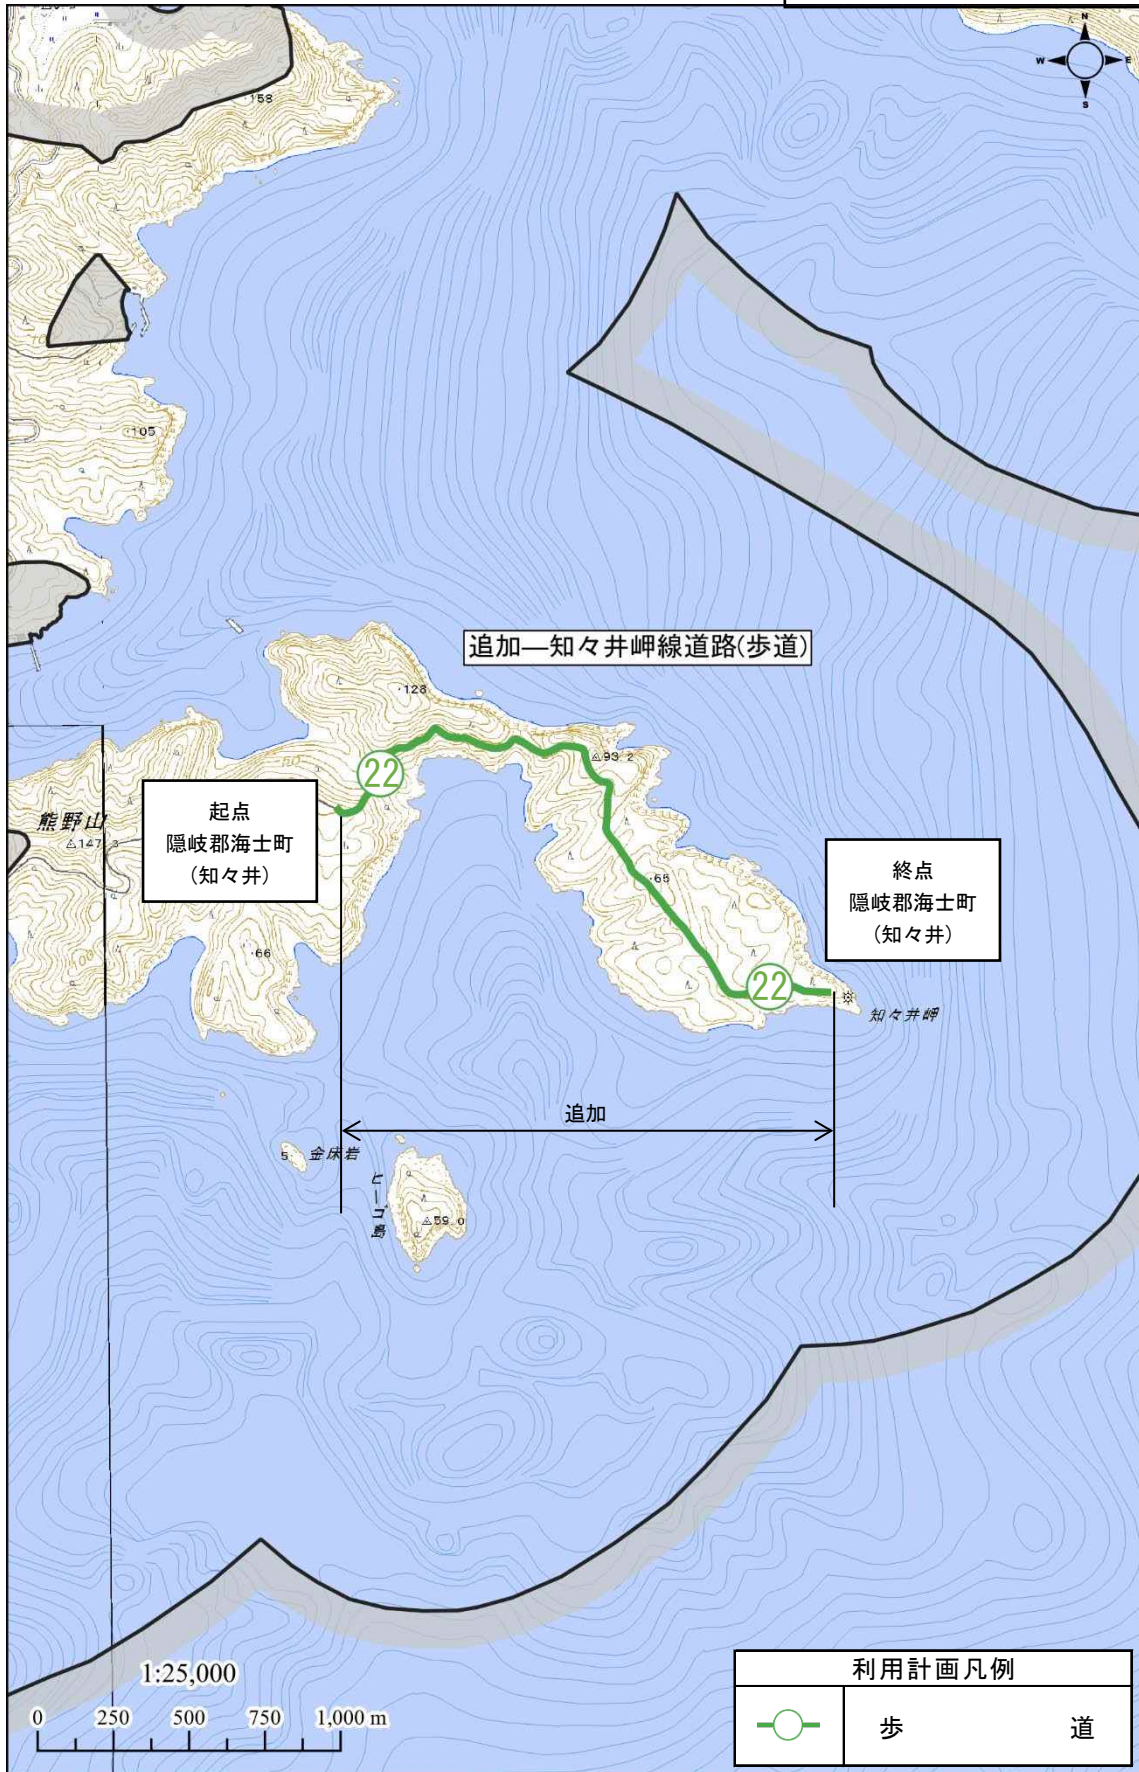 N
W
E
S
158
105
追加―知々井岬線道路(歩道)
128
93.2
22
起点
隠岐郡海士町
(知々井)
熊野山
147.3
66
66
終点
隠岐郡海士町
(知々井)
22
知々井岬
追加
5
金床岩
ヒーゴ島
59.0
1:25,000
0 250 500 750 1,000 m
利用計画凡例
歩 道